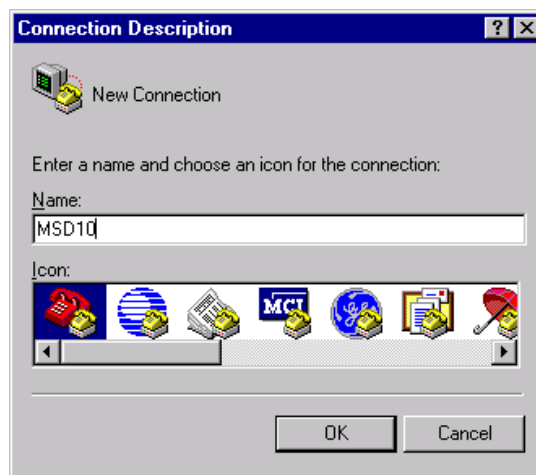 Connection Description
New Connection
Enter a name and choose an icon for the connection:
Name:
MSD10
Icon:
MCI
OK
Cancel